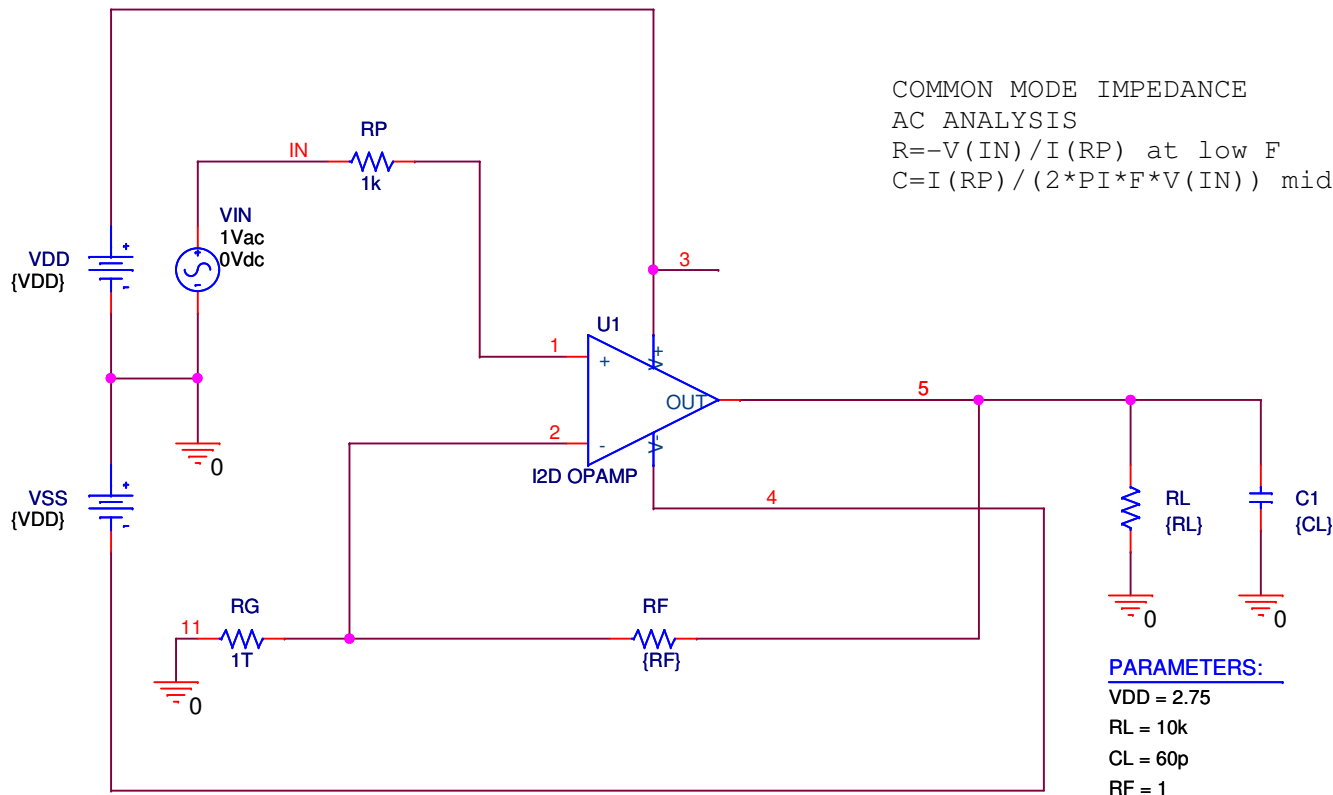 COMMON MODE IMPEDANCE
AC ANALYSIS
R=-V(IN)/I(RP) at low F
C=I(RP)/(2*PI*F*V(IN)) mid
RP
IN
1k
VIN
1Vac
0Vdc
+
-
VDD
{VDD}
+
-
3
U1
1
+
V+
OUT
5
2
-
V-
I2D OPAMP
0
VSS
{VDD}
+
-
4
RL
{RL}
C1
{CL}
RG
11
1T
RF
{RF}
0
0
0
PARAMETERS:
VDD = 2.75
RL = 10k
CL = 60p
RF = 1